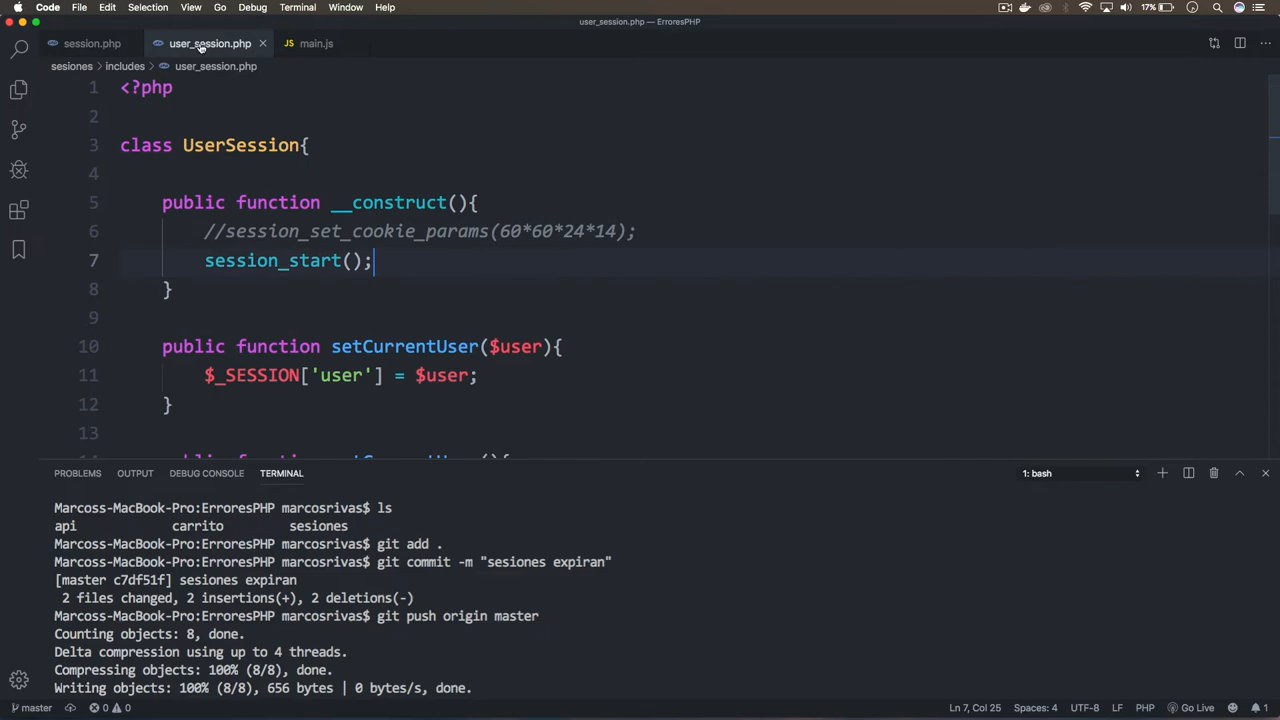 Code File Edit Selection View Go Debug Terminal Window Help 17%
user_session.php — ErroresPHP
session.php user_session.php JS main.js
sesiones > includes > user_session.php
1 <?php
2
3 class UserSession{
4
5 public function __construct(){
6 //session_set_cookie_params(60*60*24*14);
7 session_start();
8 }
9
10 public function setCurrentUser($user){
11 $_SESSION['user'] = $user;
12 }
13
PROBLEMS OUTPUT DEBUG CONSOLE TERMINAL 1: bash
Marcoss-MacBook-Pro:ErroresPHP marcosrivas$ ls
api carrito sesiones
Marcoss-MacBook-Pro:ErroresPHP marcosrivas$ git add .
Marcoss-MacBook-Pro:ErroresPHP marcosrivas$ git commit -m "sesiones expiran"
[master c7df51f] sesiones expiran
2 files changed, 2 insertions(+), 2 deletions(-)
Marcoss-MacBook-Pro:ErroresPHP marcosrivas$ git push origin master
Counting objects: 8, done.
Delta compression using up to 4 threads.
Compressing objects: 100% (8/8), done.
Writing objects: 100% (8/8), 656 bytes | 0 bytes/s, done.
master 0 0 Ln 7, Col 25 Spaces: 4 UTF-8 LF PHP Go Live 1